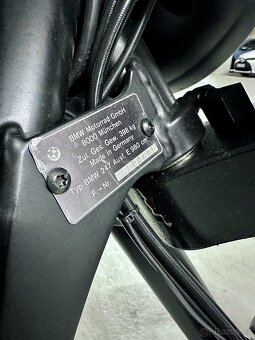 BMW Motorrad GmbH
8000 München
Zul. Ges. Gew. 398 kg
Made in Germany
Typ BMW 247 Ausf. E 980 cm³
F.-Nr.